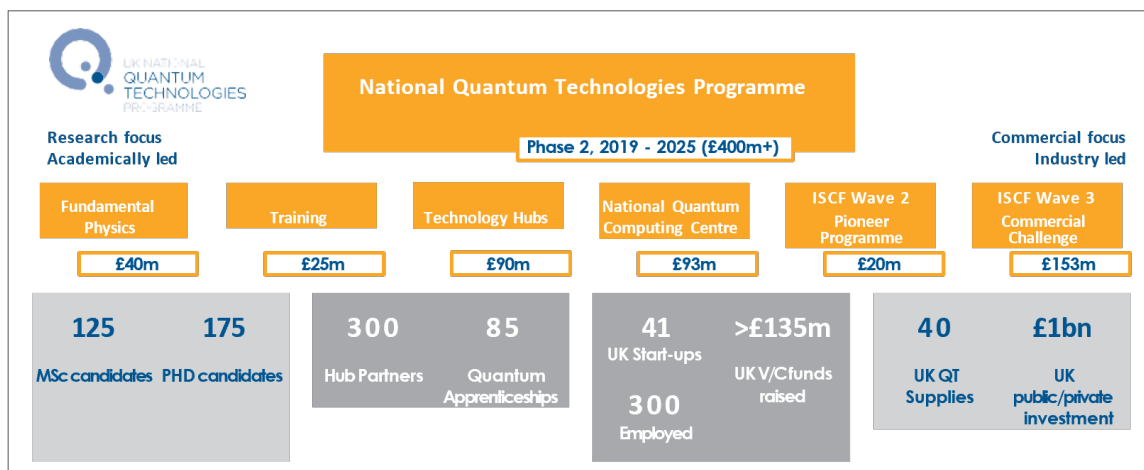 UK NATIONAL
QUANTUM
TECHNOLOGIES
PROGRAMME
National Quantum Technologies Programme
Phase 2, 2019 - 2025 (£400m+)
Research focus
Academically led
Commercial focus
Industry led
Fundamental
Physics
£40m
Training
£25m
Technology Hubs
£90m
National Quantum
Computing Centre
£93m
ISCF Wave 2
Pioneer
Programme
£20m
ISCF Wave 3
Commercial
Challenge
£153m
125
MSc candidates
175
PHD candidates
300
Hub Partners
85
Quantum
Apprenticeships
41
UK Start-ups
300
Employed
>£135m
UK V/Cfunds
raised
40
UK QT
Supplies
£1bn
UK
public/private
investment